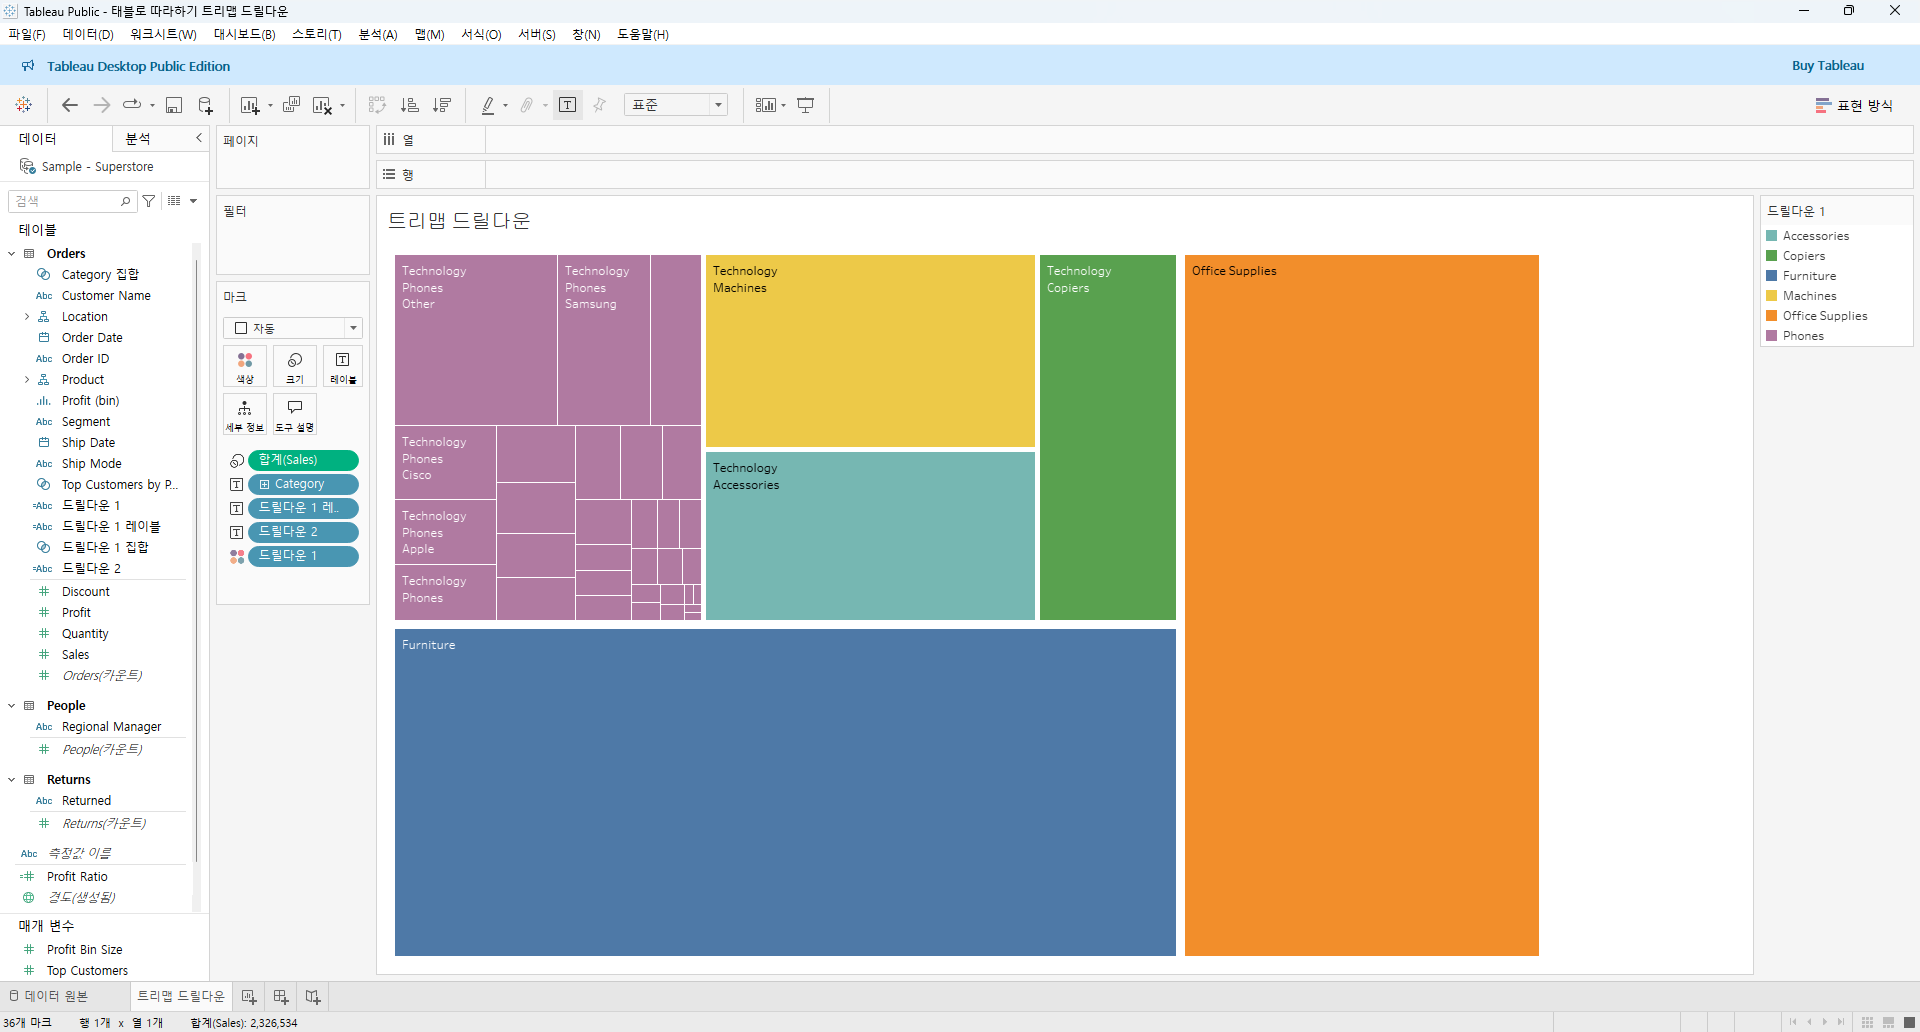 Tableau Public - 태블로 따라하기 트리맵 드릴다운
파일(F) 데이터(D) 워크시트(W) 대시보드(B) 스토리(T) 분석(A) 맵(M) 서식(O) 서버(S) 창(N) 도움말(H)
Tableau Desktop Public Edition
Buy Tableau
표준
표현 방식
데이터
분석
Sample - Superstore
검색
테이블
Orders
Category 집합
Abc Customer Name
Location
Order Date
Abc Order ID
Product
Profit (bin)
Abc Segment
Ship Date
Abc Ship Mode
Top Customers by P...
=Abc 드릴다운 1
=Abc 드릴다운 1 레이블
드릴다운 1 집합
=Abc 드릴다운 2
# Discount
# Profit
# Quantity
# Sales
# Orders(카운트)
People
Abc Regional Manager
# People(카운트)
Returns
Abc Returned
# Returns(카운트)
Abc 측정값 이름
=# Profit Ratio
경도(생성됨)
매개 변수
# Profit Bin Size
# Top Customers
페이지
필터
마크
자동
색상
크기
레이블
세부 정보
도구 설명
합계(Sales)
Category
드릴다운 1 레..
드릴다운 2
드릴다운 1
열
행
트리맵 드릴다운
Technology
Phones
Other
Technology
Phones
Samsung
Technology
Phones
Cisco
Technology
Phones
Apple
Technology
Phones
Technology
Machines
Technology
Accessories
Technology
Copiers
Furniture
Office Supplies
드릴다운 1
Accessories
Copiers
Furniture
Machines
Office Supplies
Phones
데이터 원본
트리맵 드릴다운
36개 마크 행 1개 x 열 1개 합계(Sales): 2,326,534